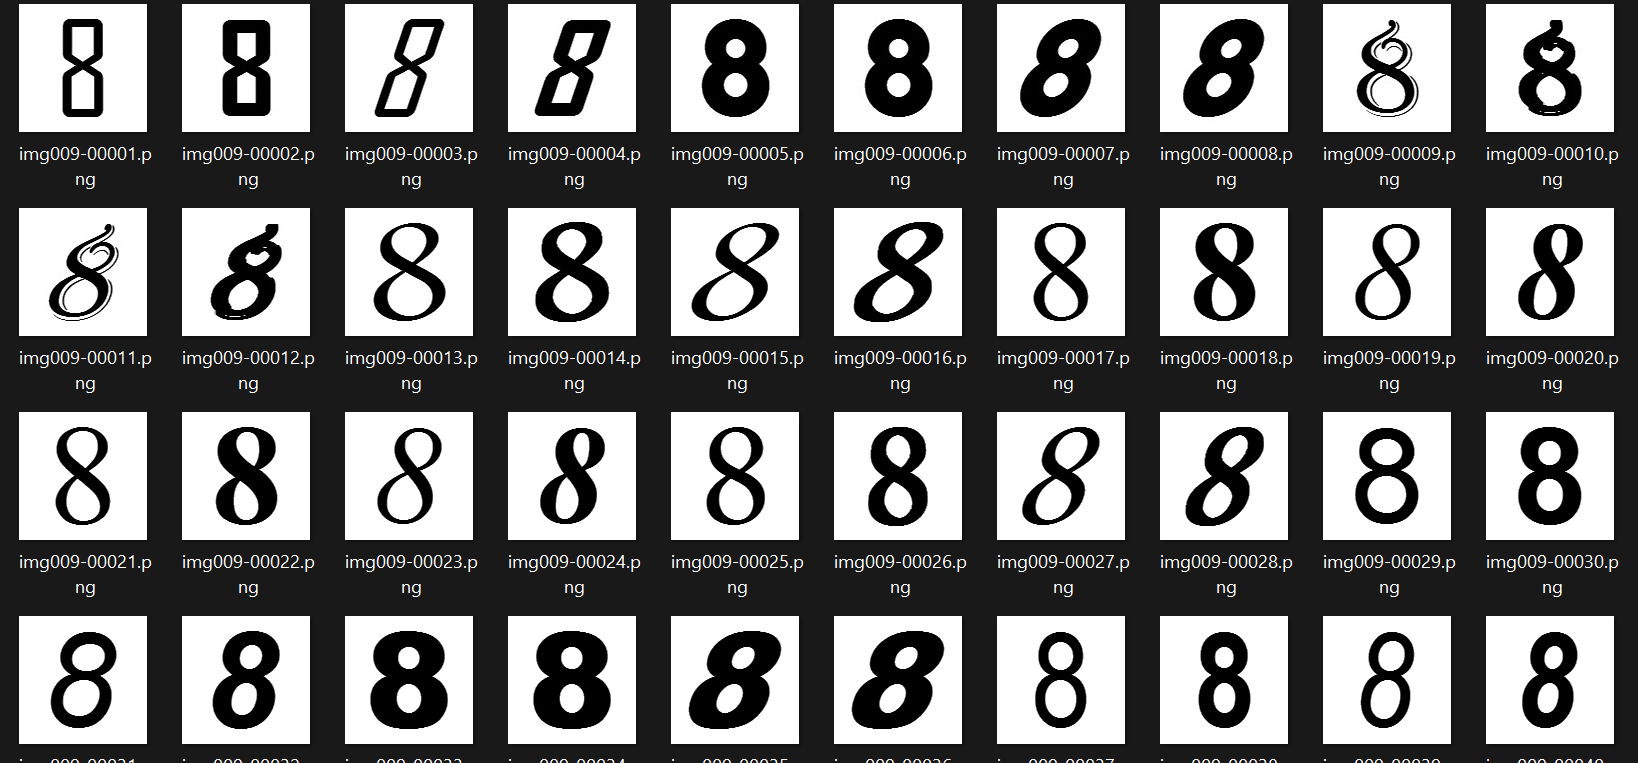 8 8 8 8 8 8 8 8 8 8
img009-00001.p img009-00002.p img009-00003.p img009-00004.p img009-00005.p img009-00006.p img009-00007.p img009-00008.p img009-00009.p img009-00010.p
ng ng ng ng ng ng ng ng ng ng
8 8 8 8 8 8 8 8 8 8
img009-00011.p img009-00012.p img009-00013.p img009-00014.p img009-00015.p img009-00016.p img009-00017.p img009-00018.p img009-00019.p img009-00020.p
ng ng ng ng ng ng ng ng ng ng
8 8 8 8 8 8 8 8 8 8
img009-00021.p img009-00022.p img009-00023.p img009-00024.p img009-00025.p img009-00026.p img009-00027.p img009-00028.p img009-00029.p img009-00030.p
ng ng ng ng ng ng ng ng ng ng
8 8 8 8 8 8 8 8 8 8